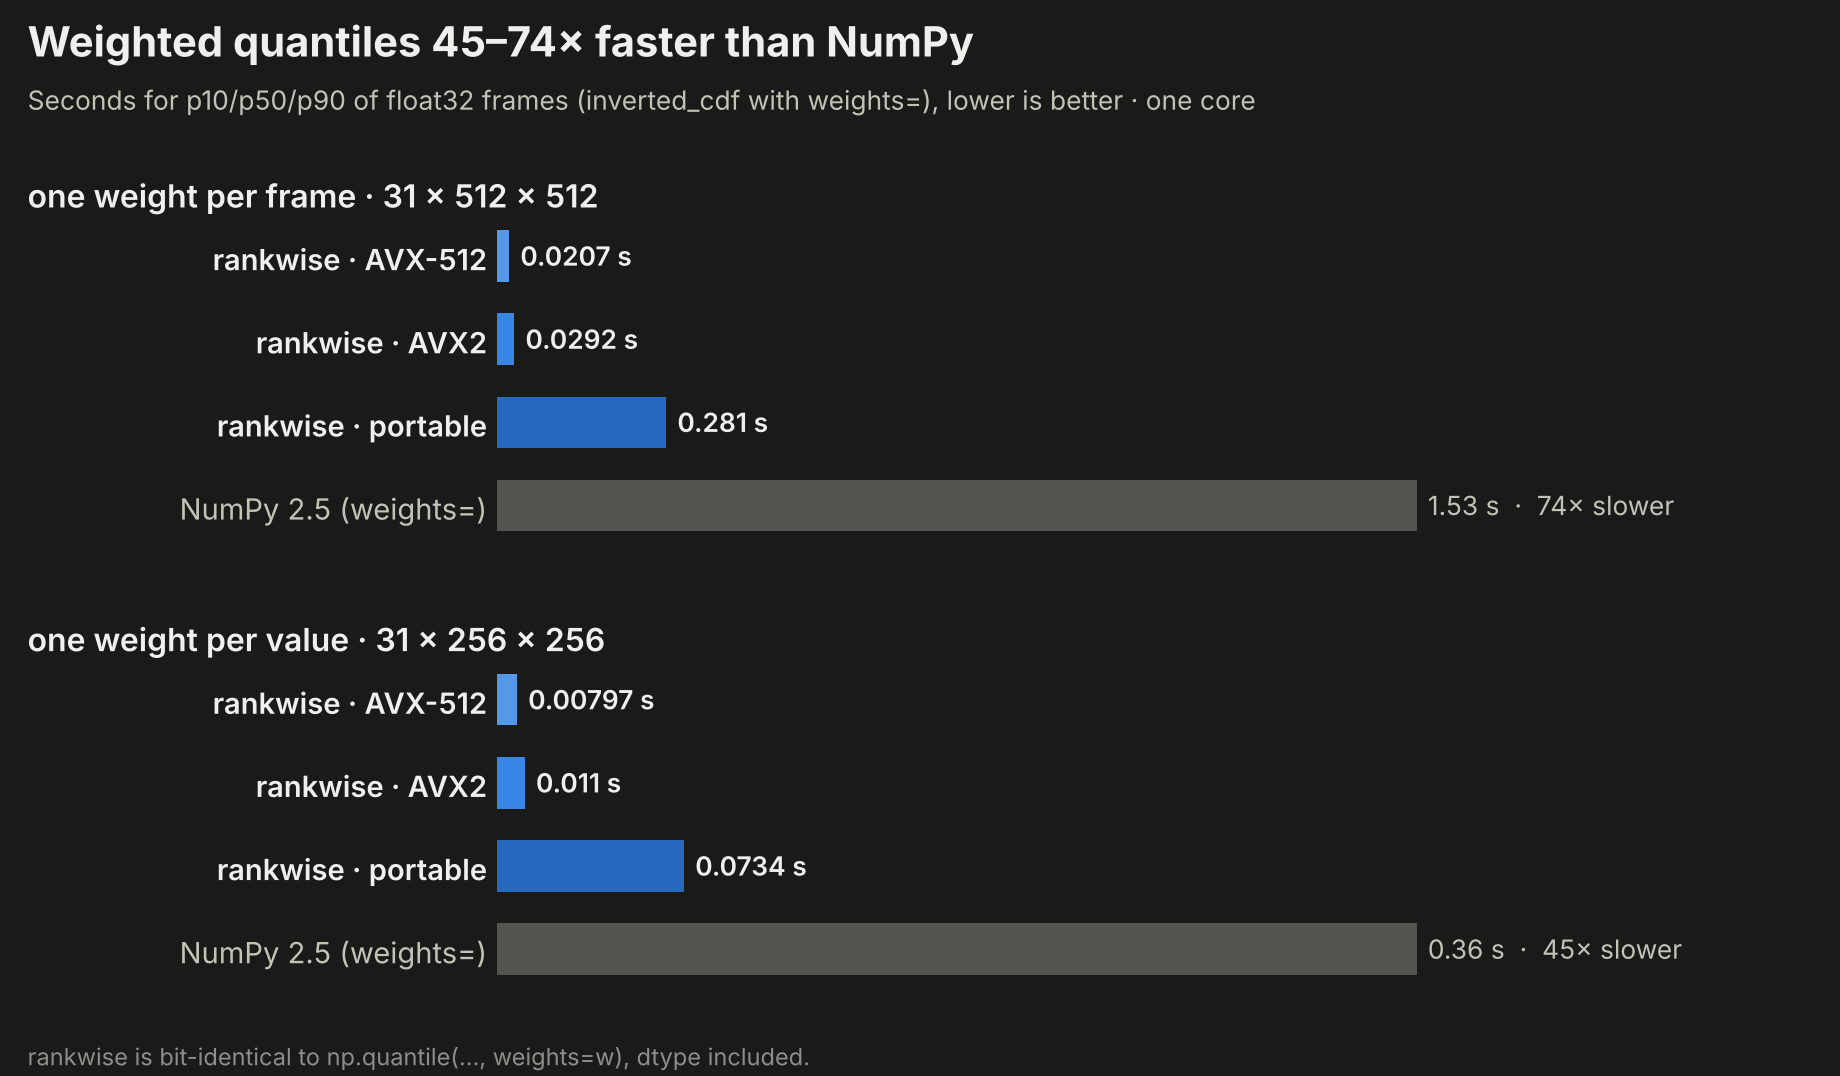 Weighted quantiles 45–74× faster than NumPy
Seconds for p10/p50/p90 of float32 frames (inverted_cdf with weights=), lower is better · one core
one weight per frame · 31 × 512 × 512
rankwise · AVX-512 0.0207 s
rankwise · AVX2 0.0292 s
rankwise · portable 0.281 s
NumPy 2.5 (weights=) 1.53 s · 74× slower
one weight per value · 31 × 256 × 256
rankwise · AVX-512 0.00797 s
rankwise · AVX2 0.011 s
rankwise · portable 0.0734 s
NumPy 2.5 (weights=) 0.36 s · 45× slower
rankwise is bit-identical to np.quantile(..., weights=w), dtype included.